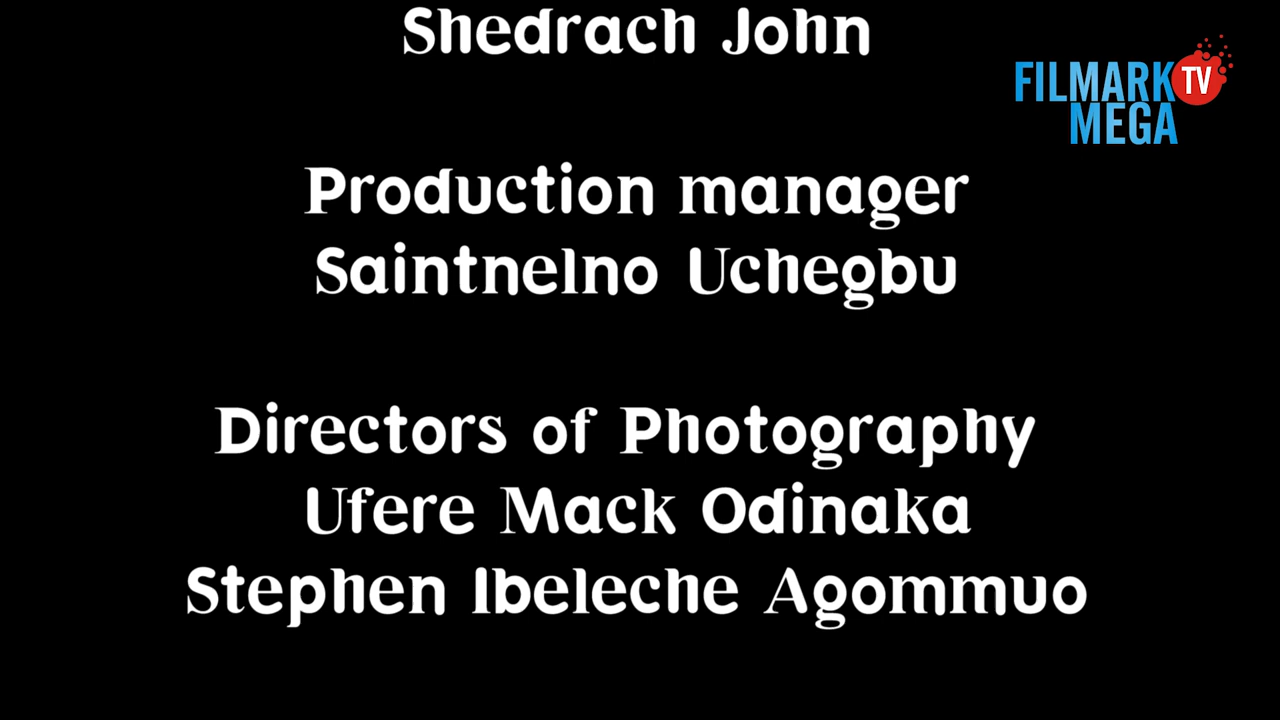 Shedrach John
FILMARK TV
MEGA
Production manager
Saintnelno Uchegbu
Directors of Photography
Ufere Mack Odinaka
Stephen Ibeleche Agommuo